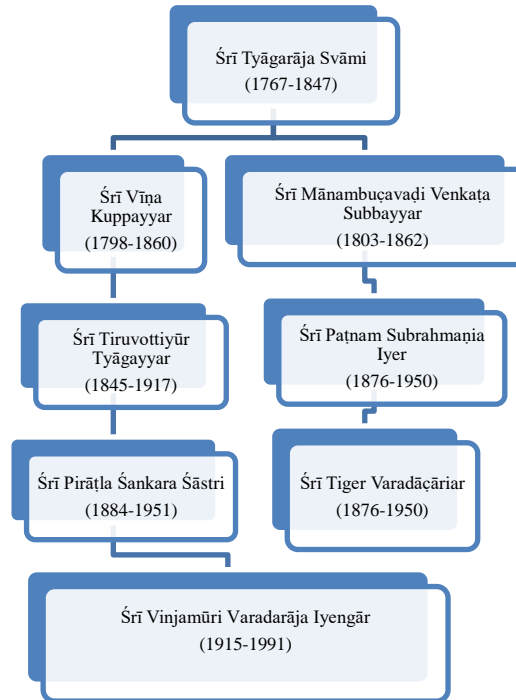 Śrī Tyāgarāja Svāmi
(1767-1847)
Śrī Vīṇa
Kuppayyar
(1798-1860)
Śrī Mānambuçavaḍi Venkaṭa
Subbayyar
(1803-1862)
Śrī Tiruvottiyūr
Tyāgayyar
(1845-1917)
Śrī Paṭnam Subrahmaṇia
Iyer
(1876-1950)
Śrī Pirāṭla Śankara Śāstri
(1884-1951)
Śrī Tiger Varadāçāriar
(1876-1950)
Śrī Vinjamūri Varadarāja Iyengār
(1915-1991)